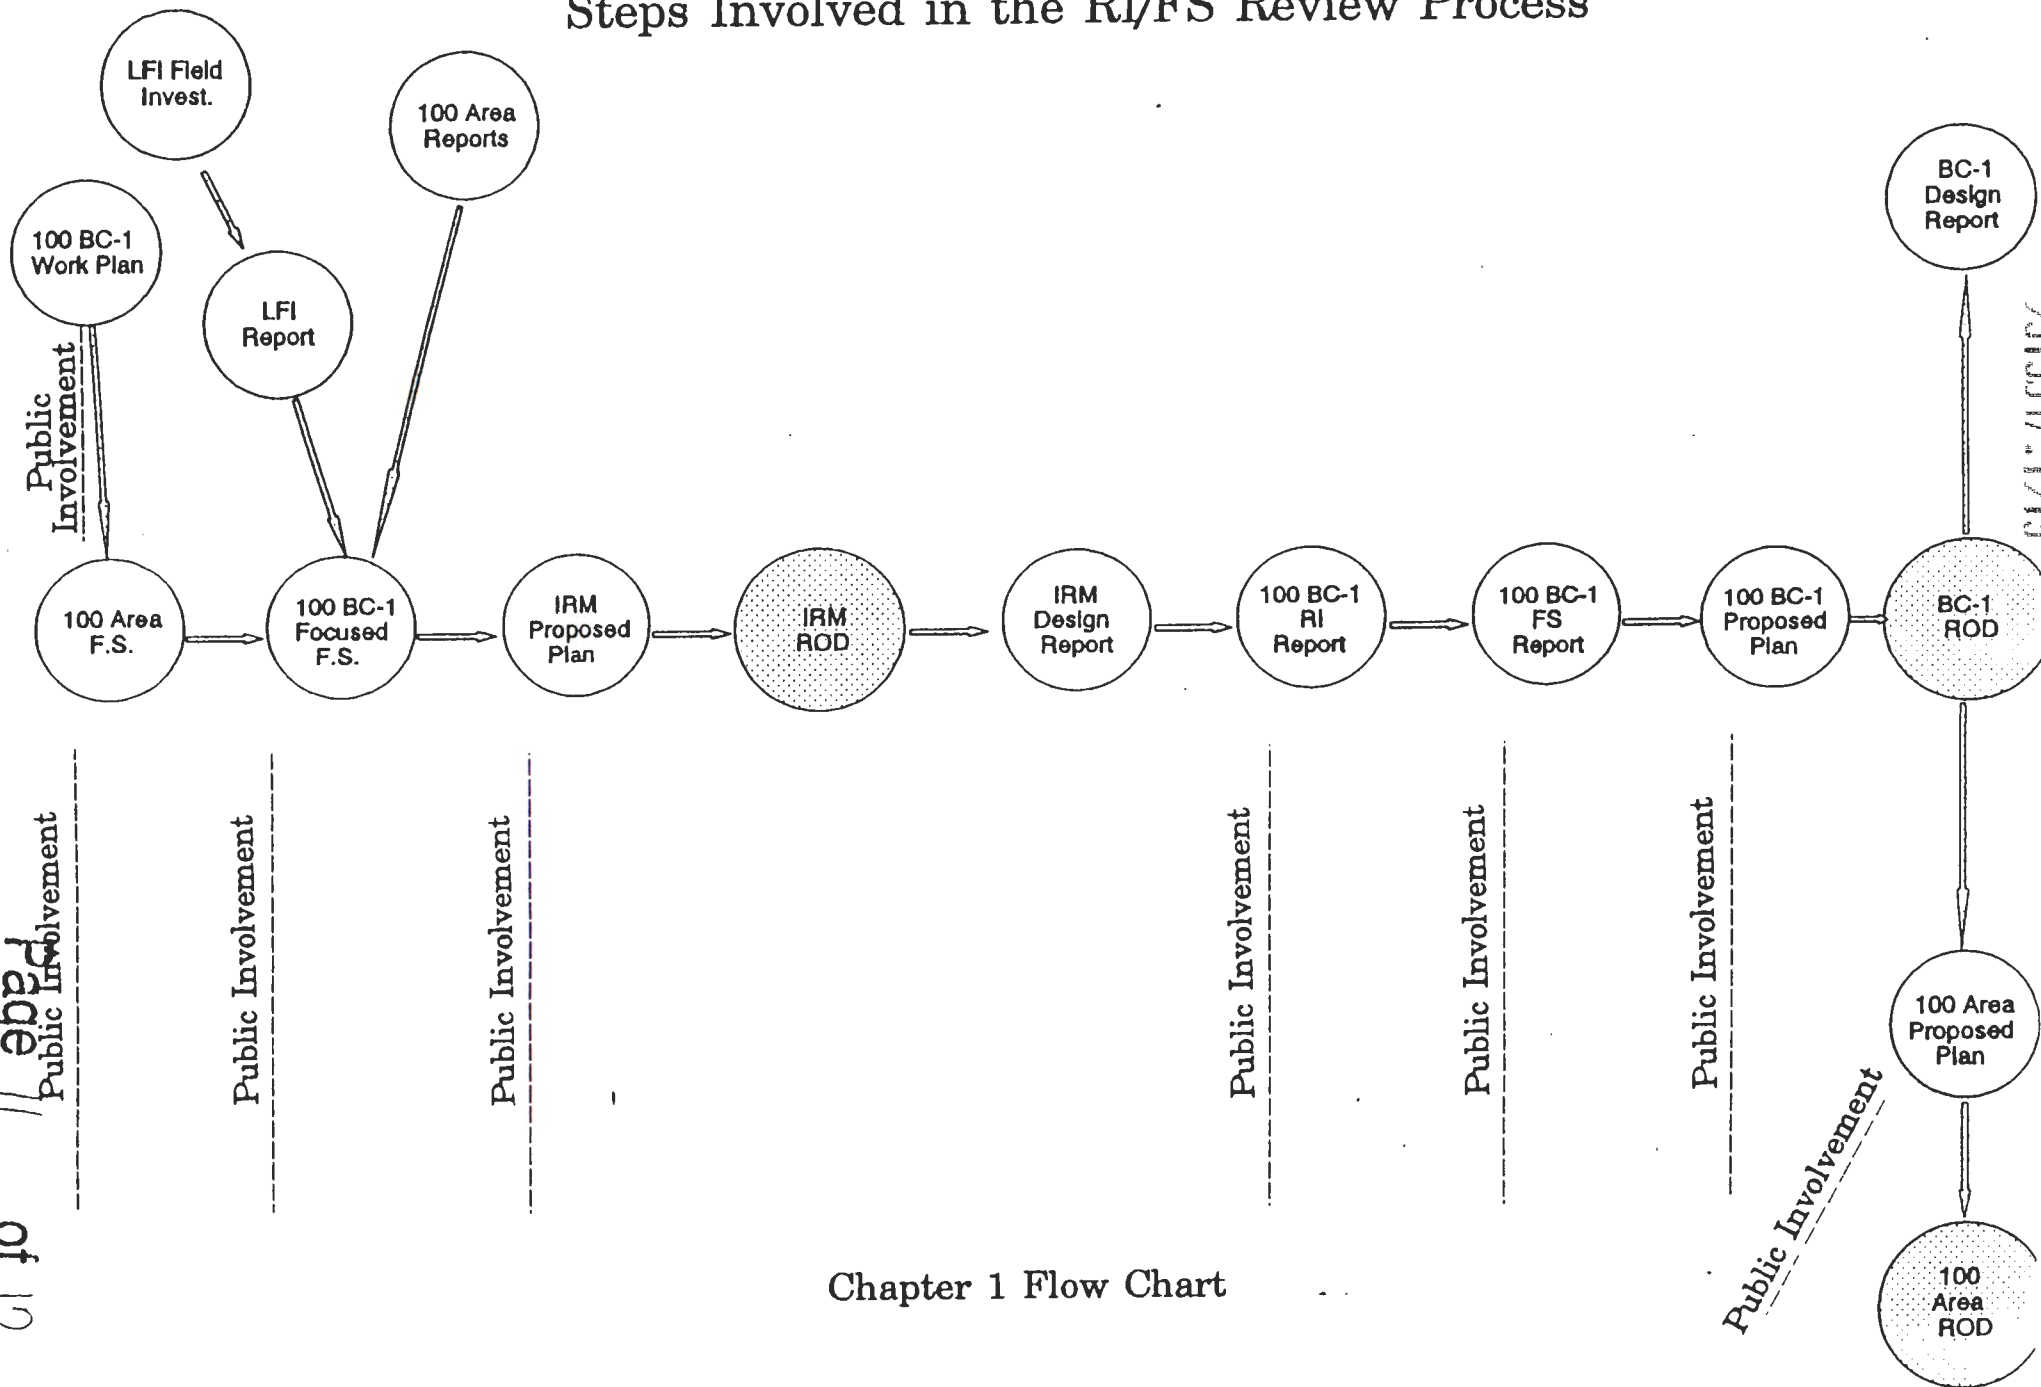 Steps Involved in the RI/FS Review Process
LFI Field
Invest.
100 Area
Reports
BC-1
Design
Report
100 BC-1
Work Plan
LFI
Report
Public
Involvement
100 Area
F.S.
100 BC-1
Focused
F.S.
IRM
Proposed
Plan
IRM
ROD
IRM
Design
Report
100 BC-1
RI
Report
100 BC-1
FS
Report
100 BC-1
Proposed
Plan
BC-1
ROD
Public Involvement
Public Involvement
Public Involvement
Public Involvement
Public Involvement
Public Involvement
100 Area
Proposed
Plan
Public Involvement
100
Area
ROD
Chapter 1 Flow Chart
Page 11 of 12